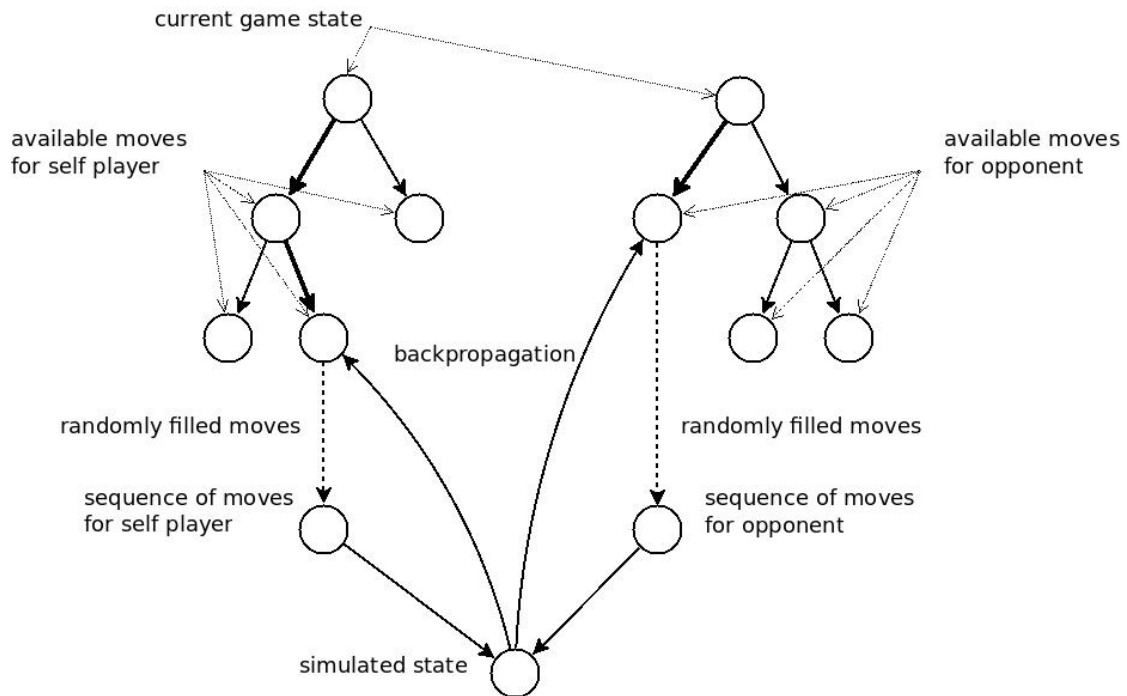 current game state
available moves
for self player
available moves
for opponent
backpropagation
randomly filled moves
randomly filled moves
sequence of moves
for self player
sequence of moves
for opponent
simulated state